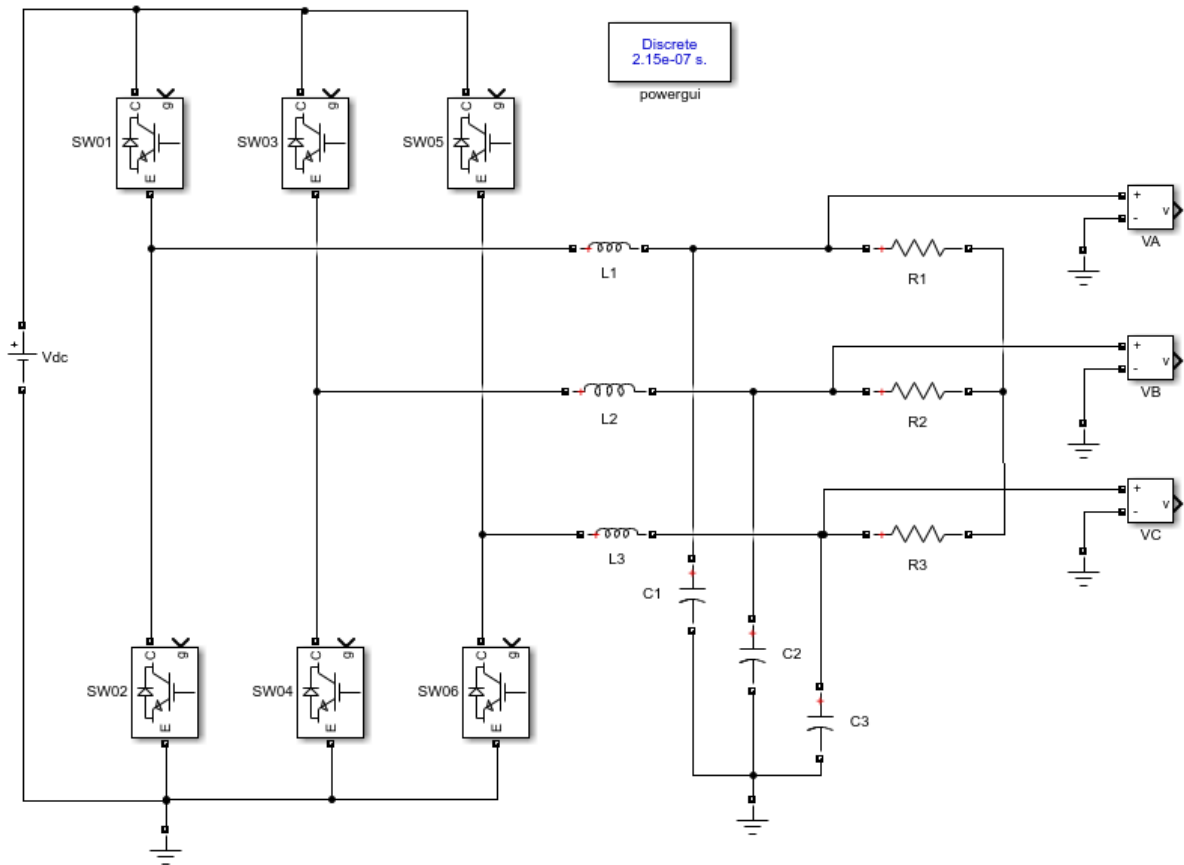 Discrete
2.15e-07 s.
powergui
C g
SW01
E
C g
SW03
E
C g
SW05
E
+
-
v
VA
L1
R1
+
Vdc
+
-
v
VB
L2
R2
+
-
v
VC
L3
R3
C1
C2
C3
C g
SW02
E
C g
SW04
E
C g
SW06
E